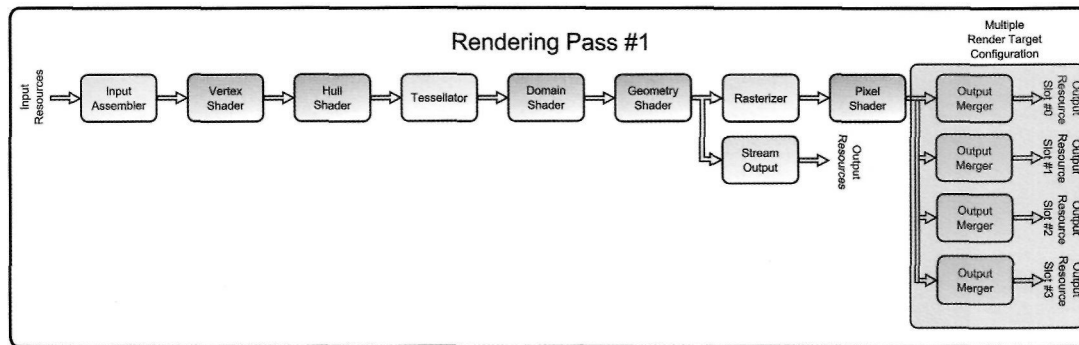 Rendering Pass #1
Multiple
Render Target
Configuration
Input
Resources
Input
Assembler
Vertex
Shader
Hull
Shader
Tessellator
Domain
Shader
Geometry
Shader
Rasterizer
Pixel
Shader
Output
Merger
Output
Resource
Slot #0
Stream
Output
Output
Resources
Output
Merger
Output
Resource
Slot #1
Output
Merger
Output
Resource
Slot #2
Output
Merger
Output
Resource
Slot #3